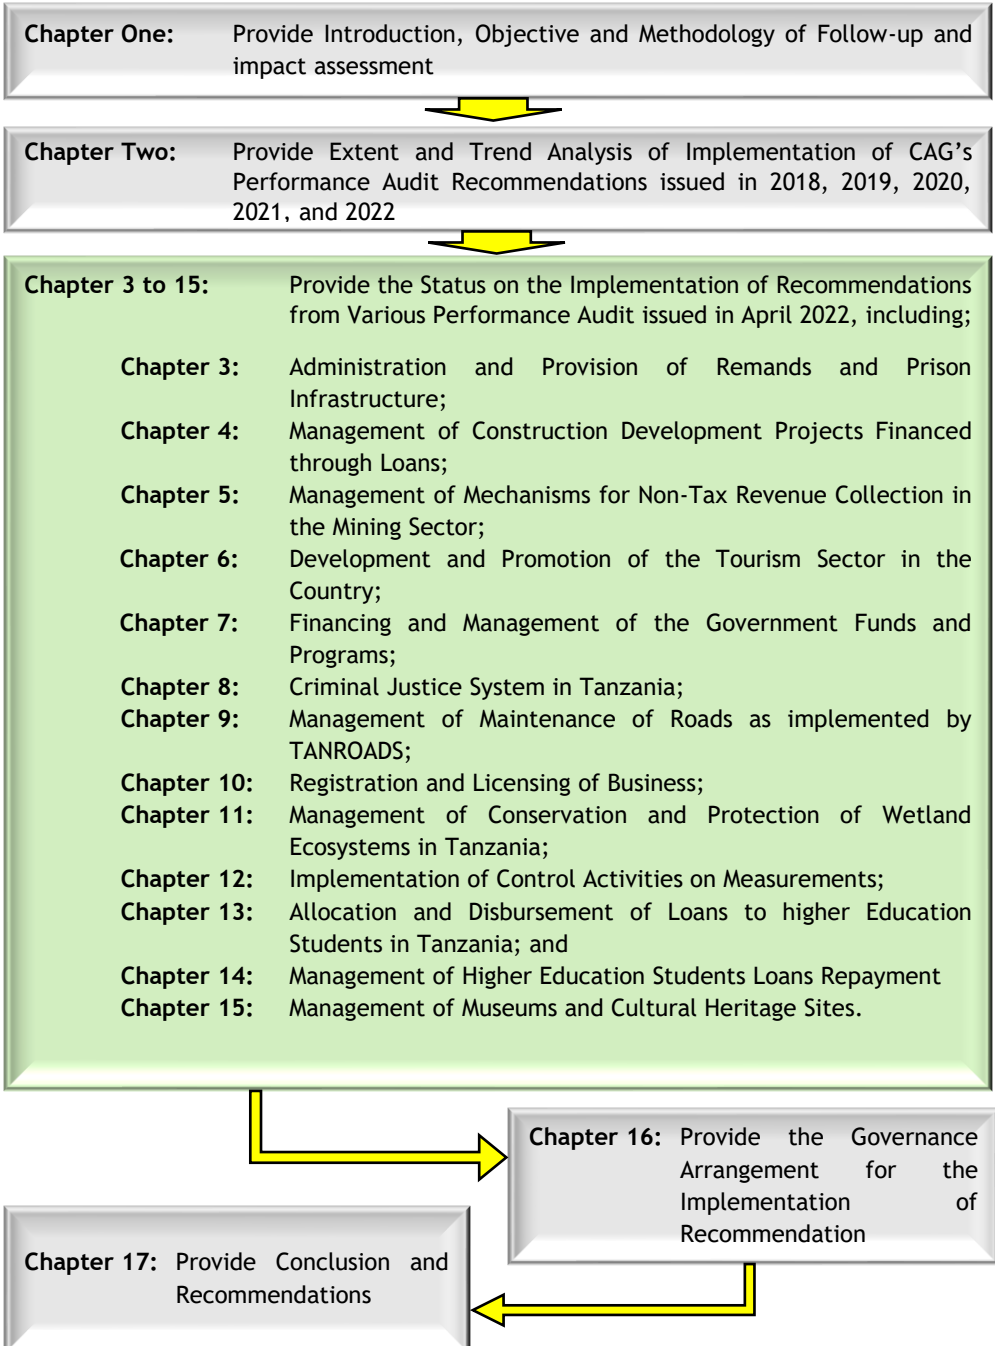 Chapter One: Provide Introduction, Objective and Methodology of Follow-up and
impact assessment
Chapter Two: Provide Extent and Trend Analysis of Implementation of CAG’s
Performance Audit Recommendations issued in 2018, 2019, 2020,
2021, and 2022
Chapter 3 to 15: Provide the Status on the Implementation of Recommendations
from Various Performance Audit issued in April 2022, including;
Chapter 3: Administration and Provision of Remands and Prison
Infrastructure;
Chapter 4: Management of Construction Development Projects Financed
through Loans;
Chapter 5: Management of Mechanisms for Non-Tax Revenue Collection in
the Mining Sector;
Chapter 6: Development and Promotion of the Tourism Sector in the
Country;
Chapter 7: Financing and Management of the Government Funds and
Programs;
Chapter 8: Criminal Justice System in Tanzania;
Chapter 9: Management of Maintenance of Roads as implemented by
TANROADS;
Chapter 10: Registration and Licensing of Business;
Chapter 11: Management of Conservation and Protection of Wetland
Ecosystems in Tanzania;
Chapter 12: Implementation of Control Activities on Measurements;
Chapter 13: Allocation and Disbursement of Loans to higher Education
Students in Tanzania; and
Chapter 14: Management of Higher Education Students Loans Repayment
Chapter 15: Management of Museums and Cultural Heritage Sites.
Chapter 16: Provide the Governance
Arrangement for the
Implementation of
Recommendation
Chapter 17: Provide Conclusion and
Recommendations